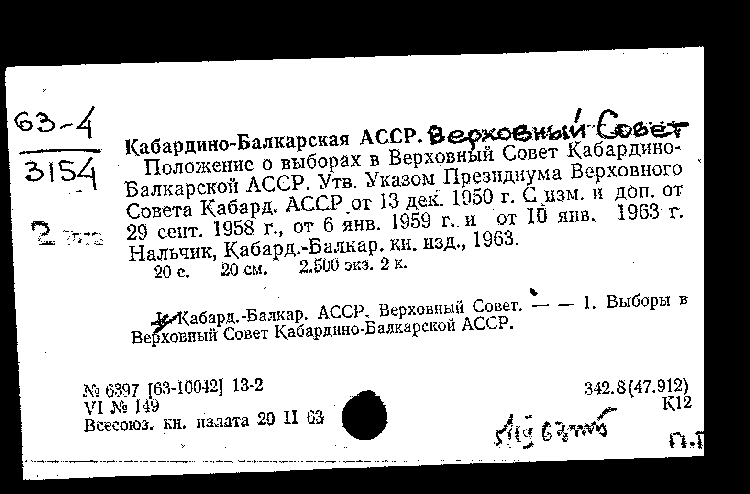 63-4
3154
2
Кабардино-Балкарская АССР. Верховный Совет
Положение о выборах в Верховный Совет Кабардино-
Балкарской АССР. Утв. Указом Президиума Верховного
Совета Кабард. АССР от 13 дек. 1950 г. С изм. и доп. от
29 сент. 1958 г., от 6 янв. 1959 г. и от 10 янв. 1963 г.
Нальчик, Кабард.-Балкар. кн. изд., 1963.
20 с. 20 см. 2.500 экз. 2 к.
Кабард.-Балкар. АССР. Верховный Совет. — — 1. Выборы в
Верховный Совет Кабардино-Балкарской АССР.
№ 6397 [63-10042] 13-2
342.8(47.912)
VI № 149
К12
Всесоюз. кн. палата 20 II 63